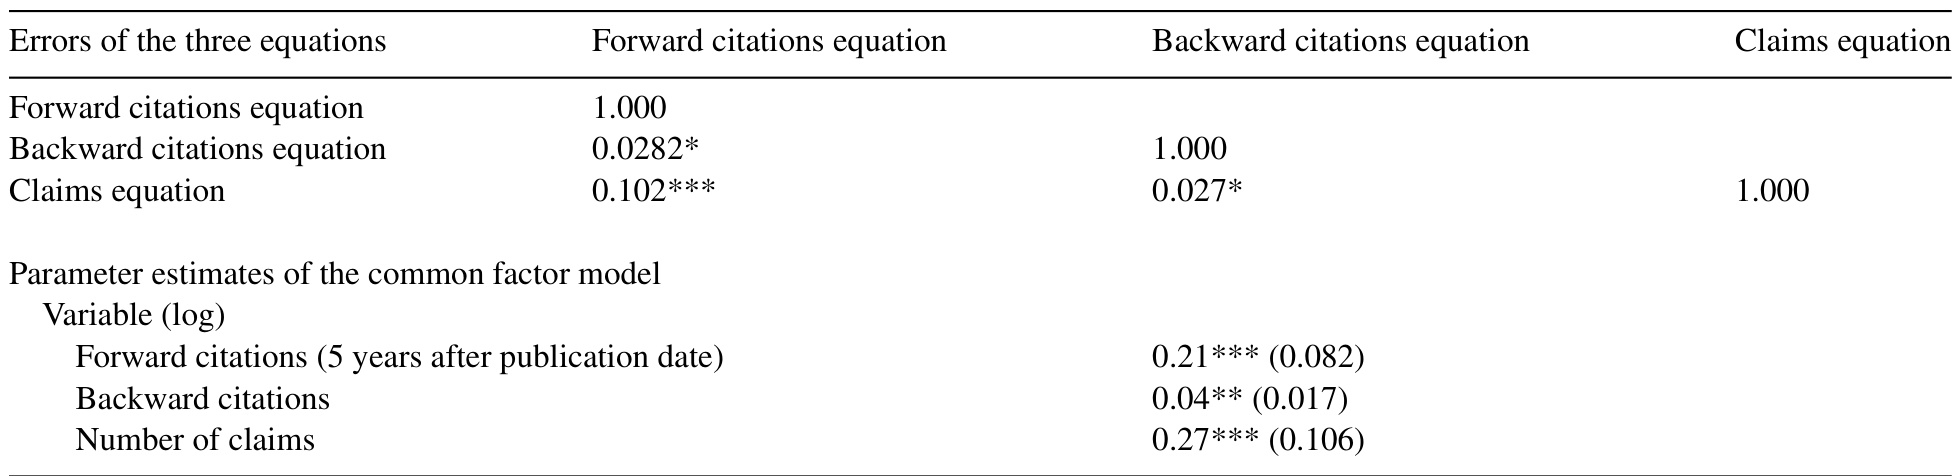 Errors of the three equations Forward citations equation Backward citations equation Claims equation
Forward citations equation 1.000
Backward citations equation 0.0282* 1.000
Claims equation 0.102*** 0.027* 1.000
Parameter estimates of the common factor model
Variable (log)
Forward citations (5 years after publication date) 0.21*** (0.082)
Backward citations 0.04** (0.017)
Number of claims 0.27*** (0.106)